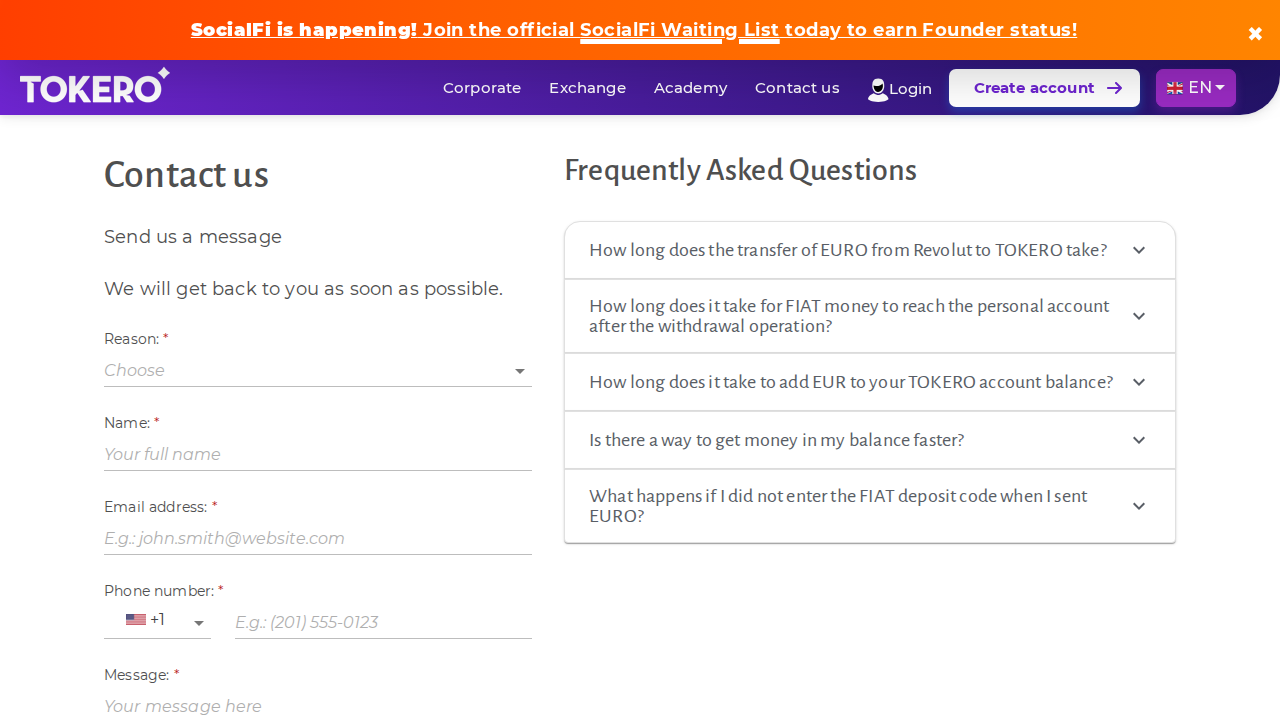 SocialFi is happening! Join the official SocialFi Waiting List today to earn Founder status!
✖
TOKERO
Corporate
Exchange
Academy
Contact us
Login
Create account
EN
Contact us
Send us a message
We will get back to you as soon as possible.
Reason: *
Choose
Name: *
Your full name
Email address: *
E.g.: john.smith@website.com
Phone number: *
+1
E.g.: (201) 555-0123
Message: *
Your message here
Frequently Asked Questions
How long does the transfer of EURO from Revolut to TOKERO take?
How long does it take for FIAT money to reach the personal account
after the withdrawal operation?
How long does it take to add EUR to your TOKERO account balance?
Is there a way to get money in my balance faster?
What happens if I did not enter the FIAT deposit code when I sent
EURO?